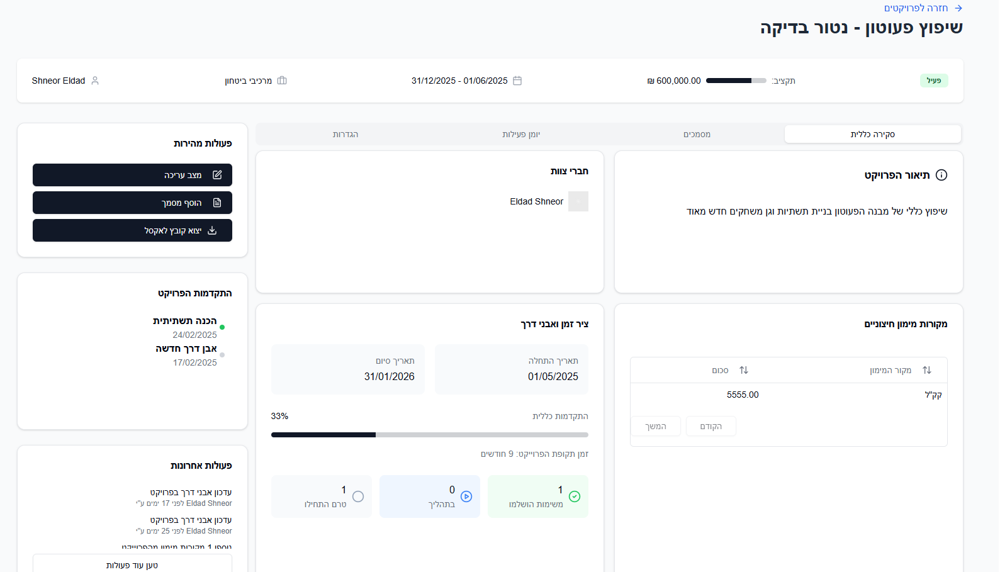 חזרה לפרויקטים
שיפוץ פעוטון - נטור בדיקה
פעיל
תקציב: 600,000.00 ₪
01/06/2025 - 31/12/2025
מרכיבי ביטחון
Shneor Eldad
סקירה כללית
מסמכים
יומן פעילות
הגדרות
תיאור הפרויקט
שיפוץ כללי של מבנה הפעוטון בניית תשתיות וגן משחקים חדש מאוד
חברי צוות
Eldad Shneor
מקורות מימון חיצוניים
מקור המימון סכום
קק"ל 5555.00
הקודם
המשך
ציר זמן ואבני דרך
תאריך התחלה
01/05/2025
תאריך סיום
31/01/2026
התקדמות כללית 33%
זמן תקופת הפרוייקט: 9 חודשים
1
משימות הושלמו
0
בתהליך
1
טרם התחילו
פעולות מהירות
מצב עריכה
הוסף מסמך
יצוא קובץ לאקסל
התקדמות הפרויקט
הכנה תשתיתית
24/02/2025
אבן דרך חדשה
17/02/2025
פעולות אחרונות
עדכון אבני דרך בפרויקט
Eldad Shneor לפני 17 ימים ע"י
עדכון אבני דרך בפרויקט
Eldad Shneor לפני 25 ימים ע"י
נוספו 1 מקורות מימון מהפרוייקט
טען עוד פעולות